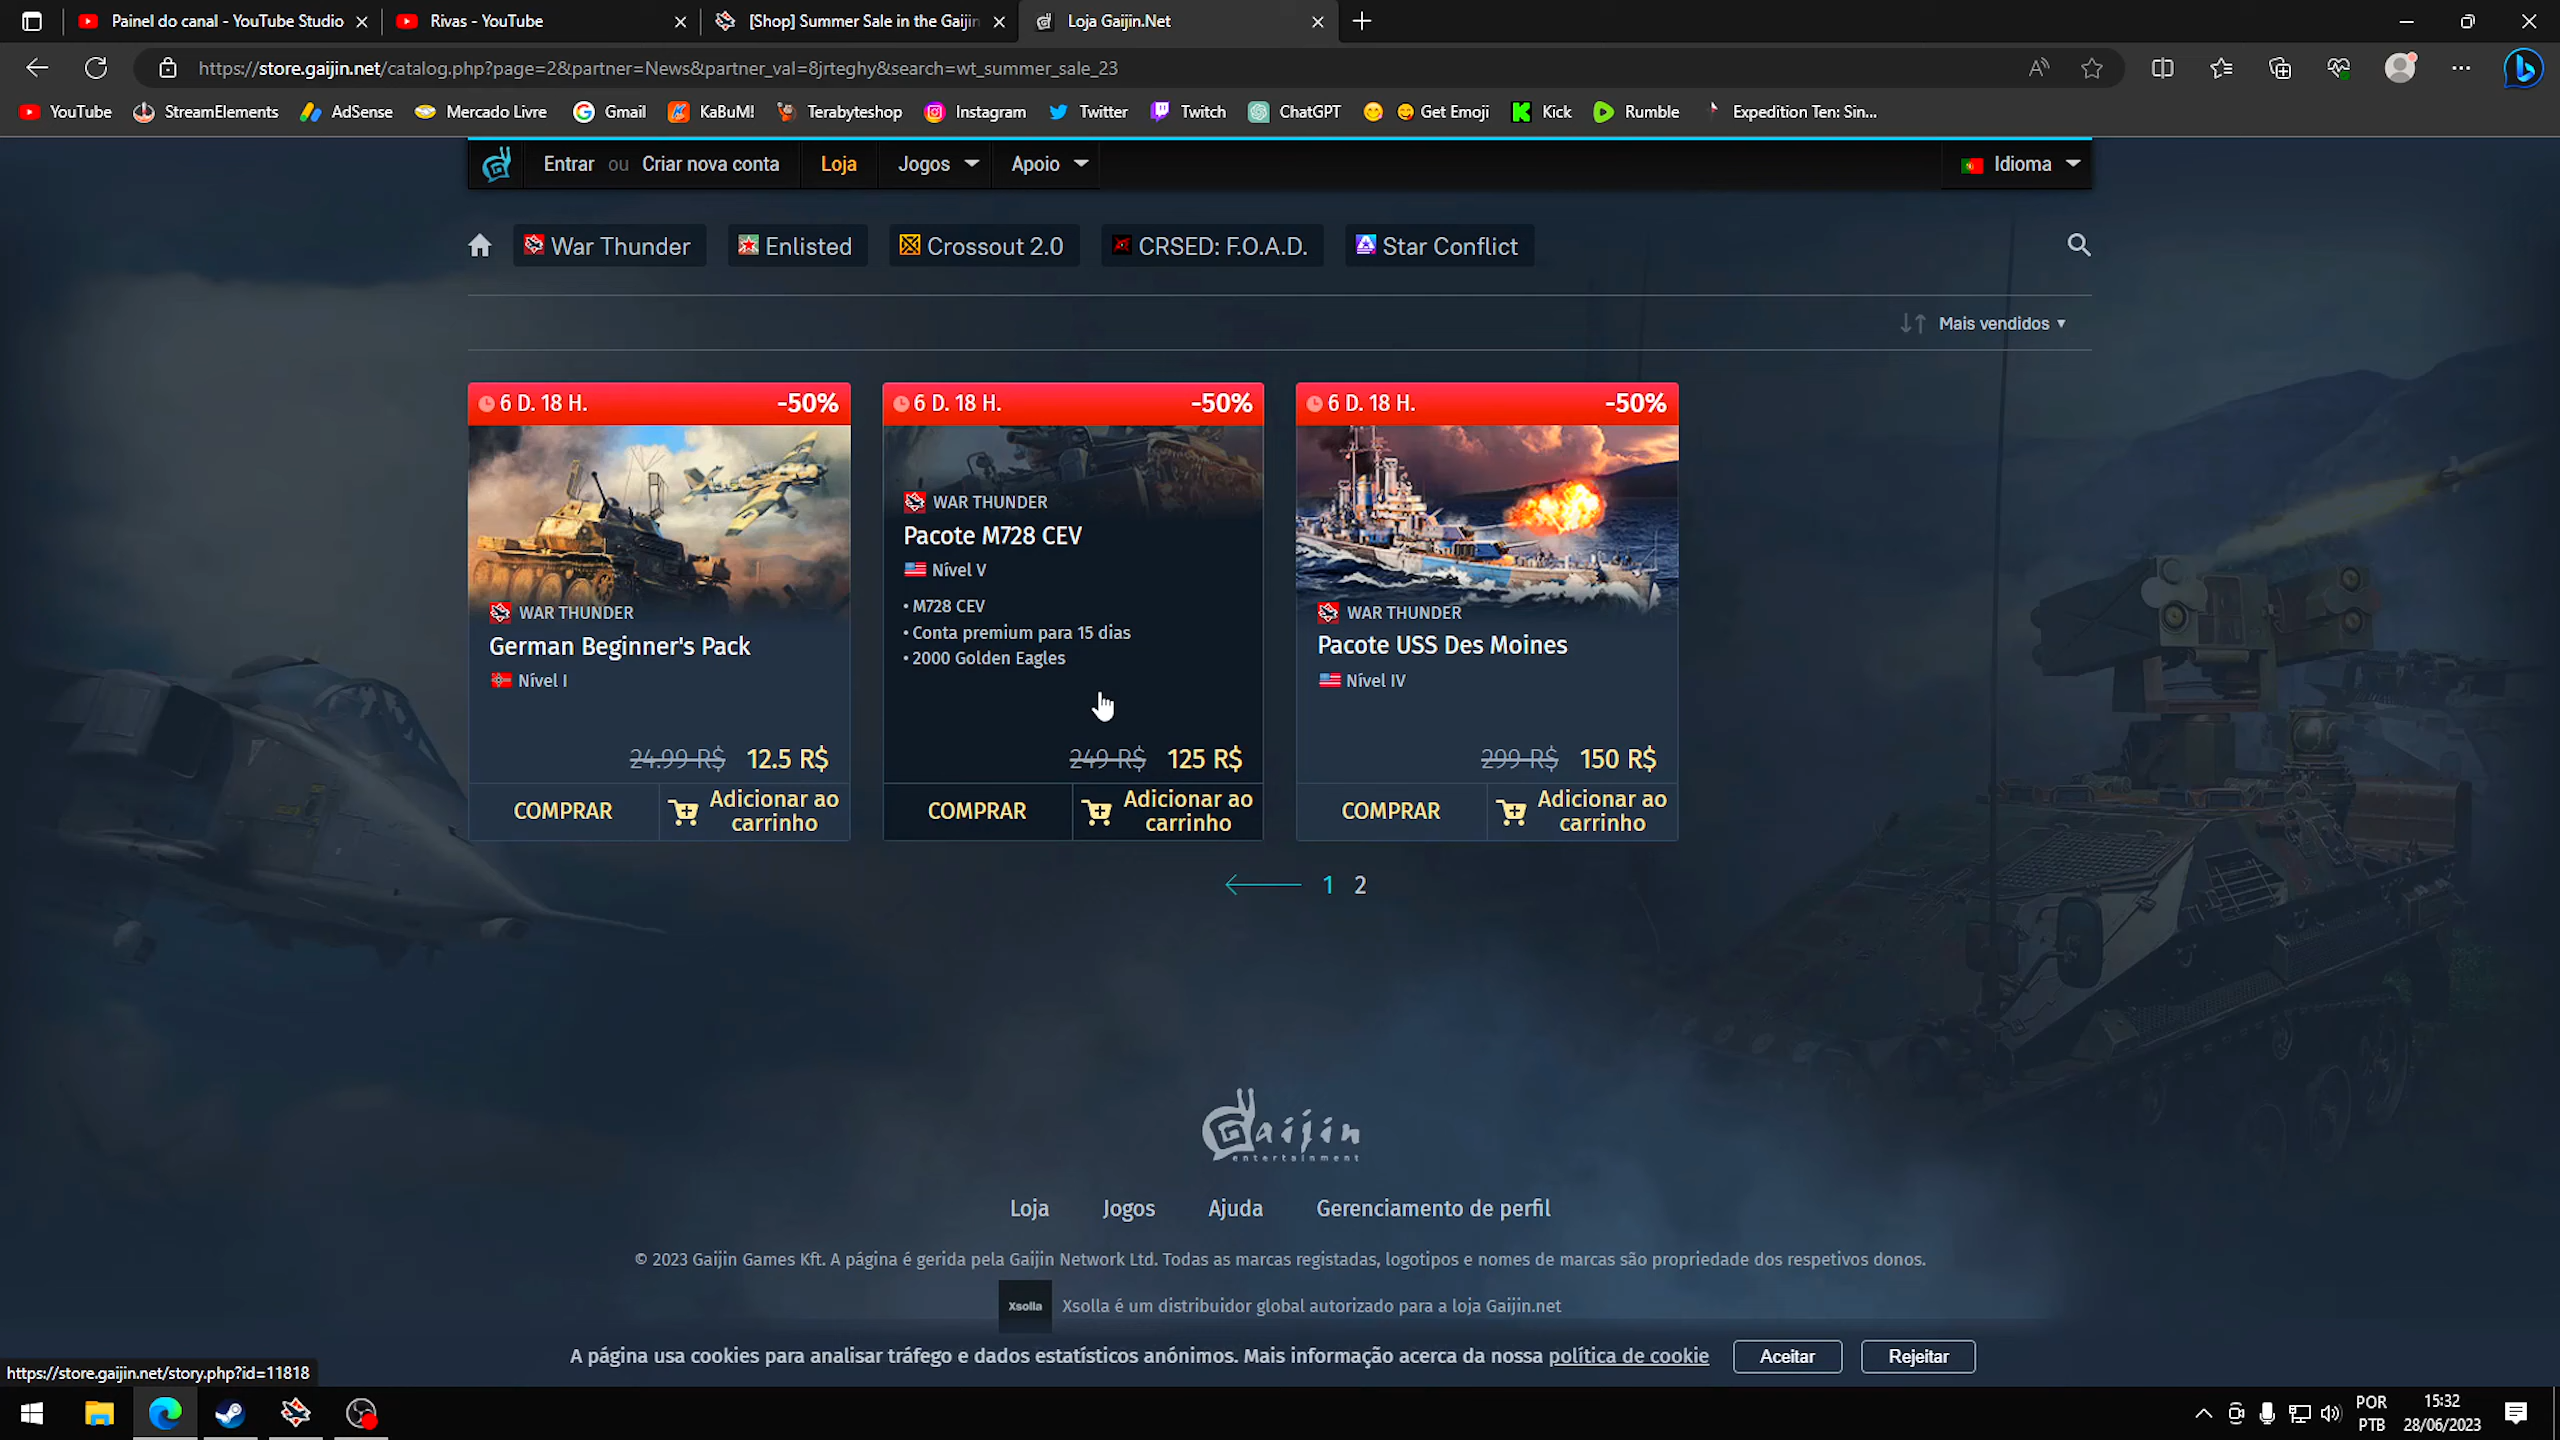 Painel do canal - YouTube Studio
Rivas - YouTube
[Shop] Summer Sale in the Gaijin
Loja Gaijin.Net
https://store.gaijin.net/catalog.php?page=2&partner=News&partner_val=8jrteghy&search=wt_summer_sale_23
YouTube StreamElements AdSense Mercado Livre Gmail KaBuM! Terabyteshop Instagram Twitter Twitch ChatGPT Get Emoji Kick Rumble Expedition Ten: Sin...
Entrar ou Criar nova conta Loja Jogos Apoio Idioma
War Thunder Enlisted Crossout 2.0 CRSED: F.O.A.D. Star Conflict
Mais vendidos
6 D. 18 H. -50%
WAR THUNDER
German Beginner's Pack
Nível I
24.99 R$ 12.5 R$
COMPRAR
Adicionar ao
carrinho
6 D. 18 H. -50%
WAR THUNDER
Pacote M728 CEV
Nível V
• M728 CEV
• Conta premium para 15 dias
• 2000 Golden Eagles
249 R$ 125 R$
COMPRAR
Adicionar ao
carrinho
6 D. 18 H. -50%
WAR THUNDER
Pacote USS Des Moines
Nível IV
299 R$ 150 R$
COMPRAR
Adicionar ao
carrinho
1 2
Gaijin
entertainment
Loja Jogos Ajuda Gerenciamento de perfil
© 2023 Gaijin Games Kft. A página é gerida pela Gaijin Network Ltd. Todas as marcas registadas, logotipos e nomes de marcas são propriedade dos respetivos donos.
Xsolla Xsolla é um distribuidor global autorizado para a loja Gaijin.net
A página usa cookies para analisar tráfego e dados estatísticos anónimos. Mais informação acerca da nossa política de cookie Aceitar Rejeitar
https://store.gaijin.net/story.php?id=11818
POR
PTB
15:32
28/06/2023